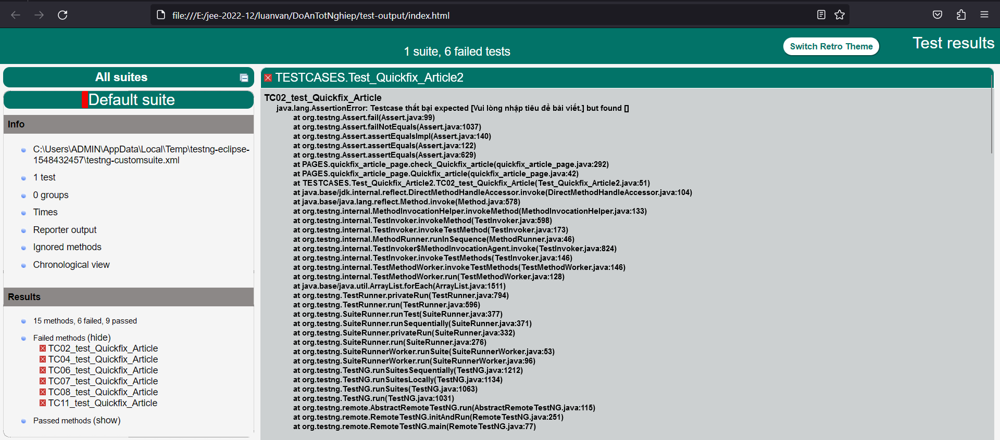 file:///E:/jee-2022-12/luanvan/DoAnTotNghiep/test-output/index.html
1 suite, 6 failed tests
Switch Retro Theme
Test results
All suites
Default suite
Info
C:\Users\ADMIN\AppData\Local\Temp\testng-eclipse-
1548432457\testng-customsuite.xml
1 test
0 groups
Times
Reporter output
Ignored methods
Chronological view
Results
15 methods, 6 failed, 9 passed
Failed methods (hide)
TC02_test_Quickfix_Article
TC04_test_Quickfix_Article
TC06_test_Quickfix_Article
TC07_test_Quickfix_Article
TC08_test_Quickfix_Article
TC11_test_Quickfix_Article
Passed methods (show)
TESTCASES.Test_Quickfix_Article2
TC02_test_Quickfix_Article
java.lang.AssertionError: Testcase thất bại expected [Vui lòng nhập tiêu đề bài viết.] but found []
at org.testng.Assert.fail(Assert.java:99)
at org.testng.Assert.failNotEquals(Assert.java:1037)
at org.testng.Assert.assertEqualsImpl(Assert.java:140)
at org.testng.Assert.assertEquals(Assert.java:122)
at org.testng.Assert.assertEquals(Assert.java:629)
at PAGES.quickfix_article_page.check_Quickfix_article(quickfix_article_page.java:292)
at PAGES.quickfix_article_page.Quickfix_article(quickfix_article_page.java:42)
at TESTCASES.Test_Quickfix_Article2.TC02_test_Quickfix_Article(Test_Quickfix_Article2.java:51)
at java.base/jdk.internal.reflect.DirectMethodHandleAccessor.invoke(DirectMethodHandleAccessor.java:104)
at java.base/java.lang.reflect.Method.invoke(Method.java:578)
at org.testng.internal.MethodInvocationHelper.invokeMethod(MethodInvocationHelper.java:133)
at org.testng.internal.TestInvoker.invokeMethod(TestInvoker.java:598)
at org.testng.internal.TestInvoker.invokeTestMethod(TestInvoker.java:173)
at org.testng.internal.MethodRunner.runInSequence(MethodRunner.java:46)
at org.testng.internal.TestInvoker$MethodInvocationAgent.invoke(TestInvoker.java:824)
at org.testng.internal.TestInvoker.invokeTestMethods(TestInvoker.java:146)
at org.testng.internal.TestMethodWorker.invokeTestMethods(TestMethodWorker.java:146)
at org.testng.internal.TestMethodWorker.run(TestMethodWorker.java:128)
at java.base/java.util.ArrayList.forEach(ArrayList.java:1511)
at org.testng.TestRunner.privateRun(TestRunner.java:794)
at org.testng.TestRunner.run(TestRunner.java:596)
at org.testng.SuiteRunner.runTest(SuiteRunner.java:377)
at org.testng.SuiteRunner.runSequentially(SuiteRunner.java:371)
at org.testng.SuiteRunner.privateRun(SuiteRunner.java:332)
at org.testng.SuiteRunner.run(SuiteRunner.java:276)
at org.testng.SuiteRunnerWorker.runSuite(SuiteRunnerWorker.java:53)
at org.testng.SuiteRunnerWorker.run(SuiteRunnerWorker.java:96)
at org.testng.TestNG.runSuitesSequentially(TestNG.java:1212)
at org.testng.TestNG.runSuitesLocally(TestNG.java:1134)
at org.testng.TestNG.runSuites(TestNG.java:1063)
at org.testng.TestNG.run(TestNG.java:1031)
at org.testng.remote.AbstractRemoteTestNG.run(AbstractRemoteTestNG.java:115)
at org.testng.remote.RemoteTestNG.initAndRun(RemoteTestNG.java:251)
at org.testng.remote.RemoteTestNG.main(RemoteTestNG.java:77)